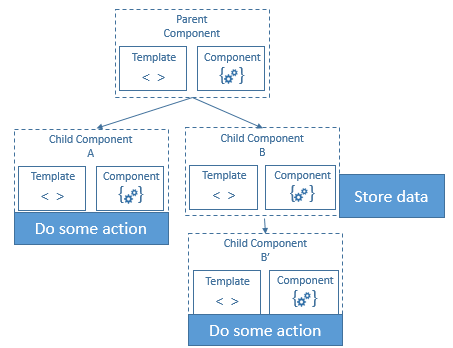 Parent
Component
Template
Component
< >
{ }
Child Component
A
Child Component
B
Template
Component
Template
Component
< >
{ }
< >
{ }
Store data
Do some action
Child Component
B'
Template
Component
< >
{ }
Do some action